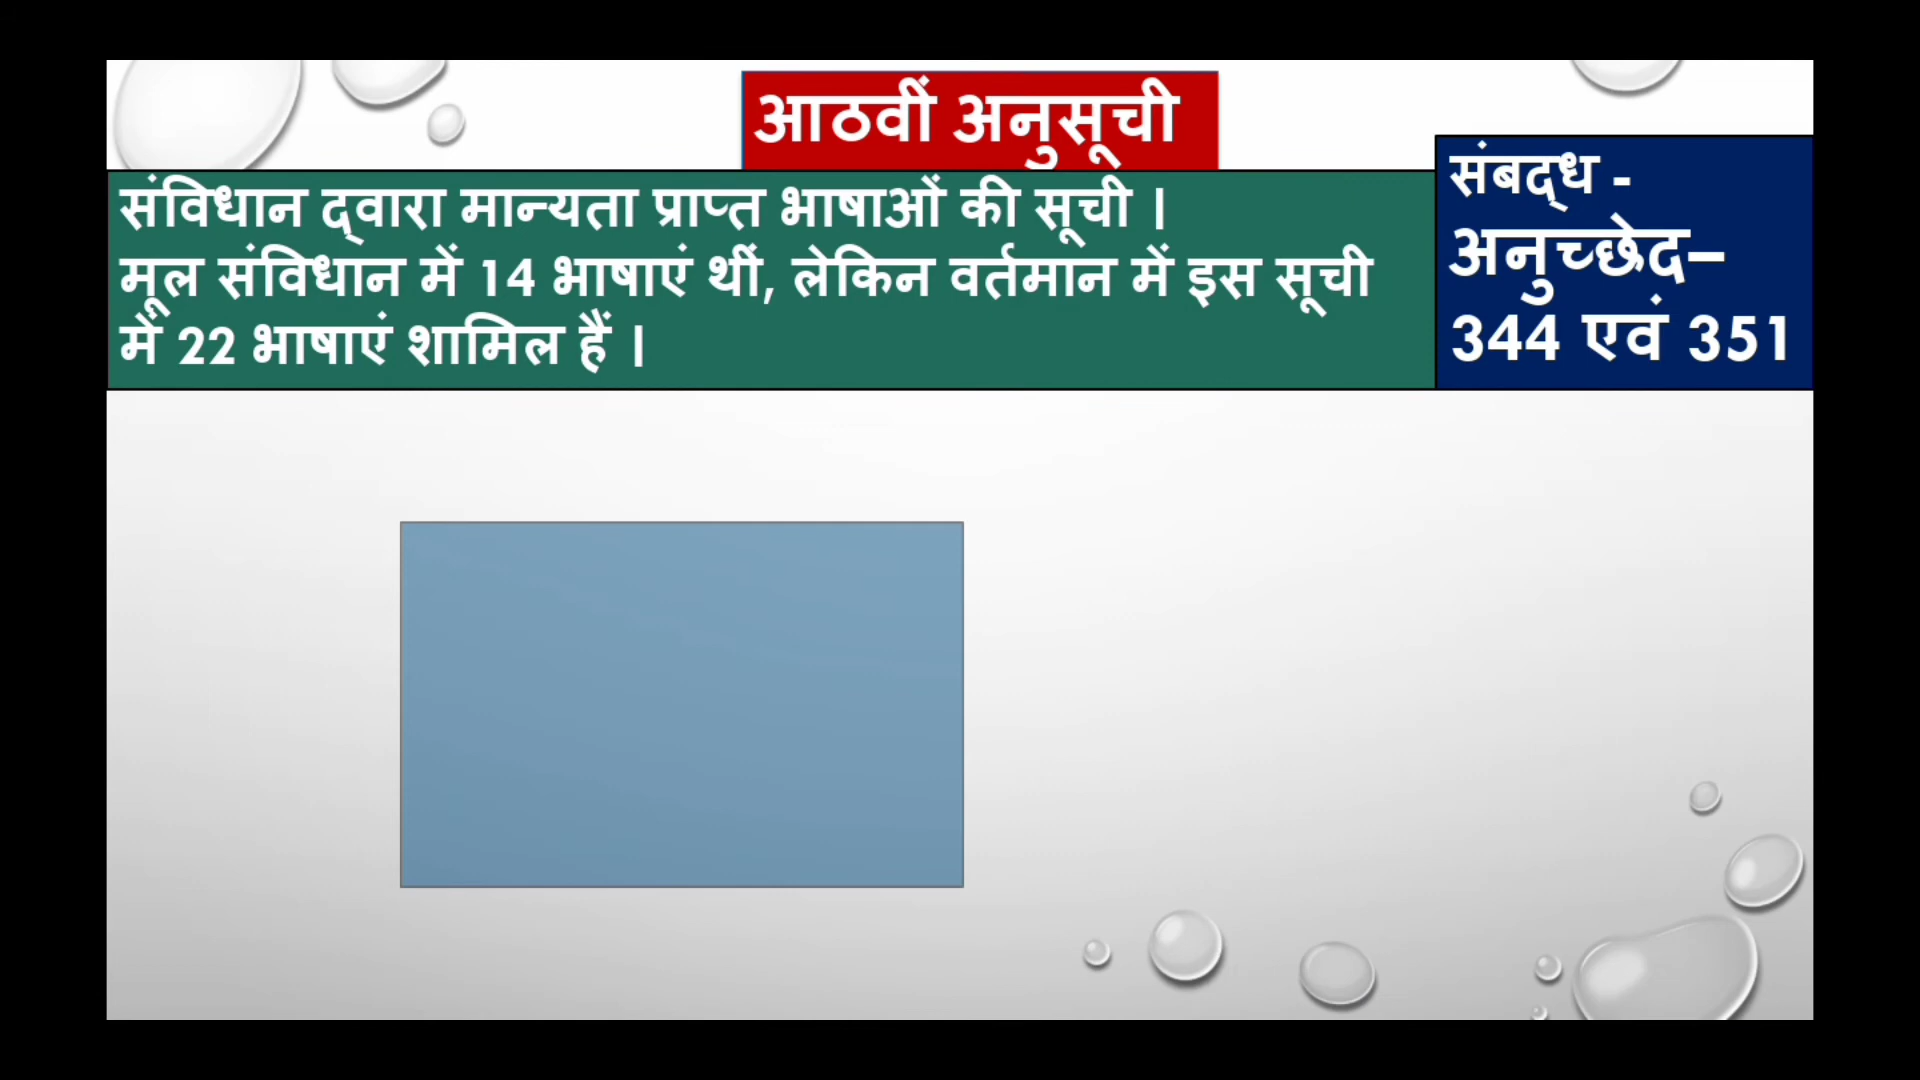 आठवीं अनुसूची
संविधान द्वारा मान्यता प्राप्त भाषाओं की सूची |
मूल संविधान में 14 भाषाएं थीं, लेकिन वर्तमान में इस सूची
में 22 भाषाएं शामिल हैं |
संबद्ध -
अनुच्छेद–
344 एवं 351